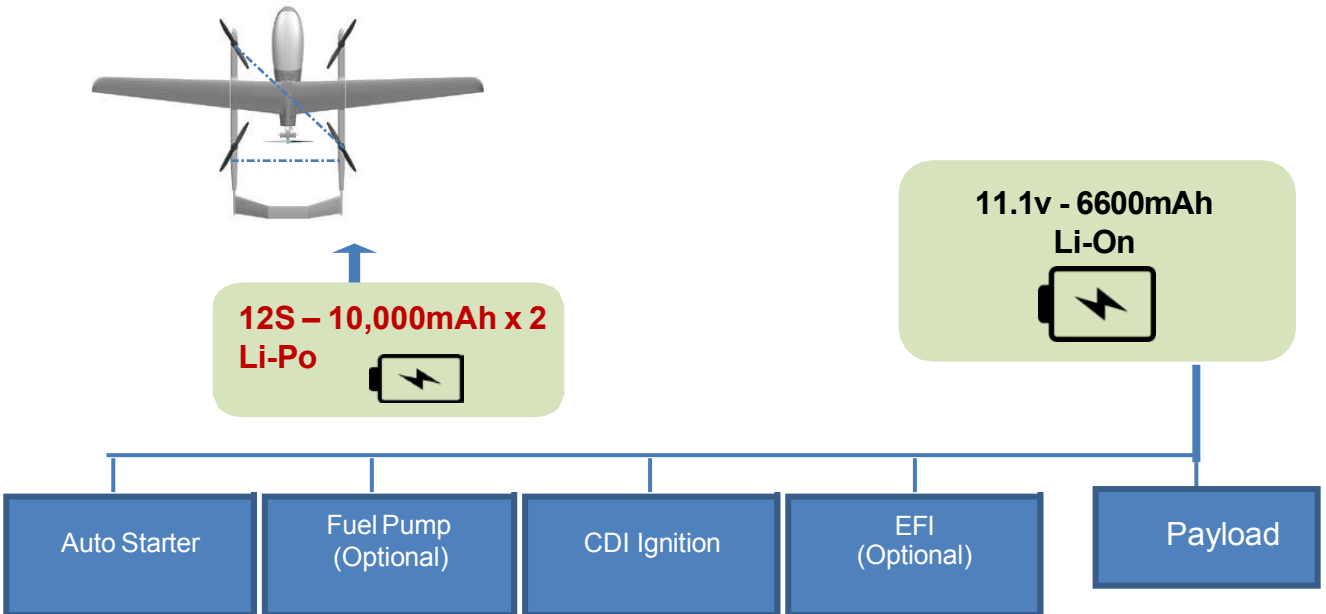 11.1v - 6600mAh
Li-On
12S – 10,000mAh x 2
Li-Po
Auto Starter
Fuel Pump
(Optional)
CDI Ignition
EFI
(Optional)
Payload